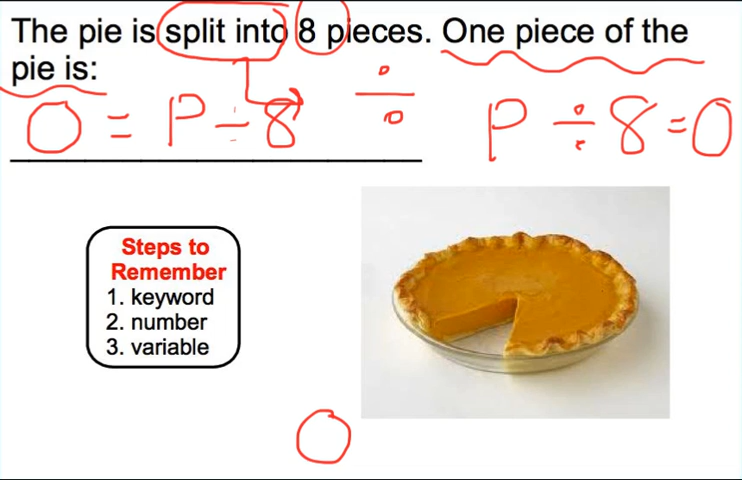 The pie is split into 8 pieces. One piece of the
pie is:
O = P ÷ 8
P ÷ 8 = O
Steps to
Remember
1. keyword
2. number
3. variable